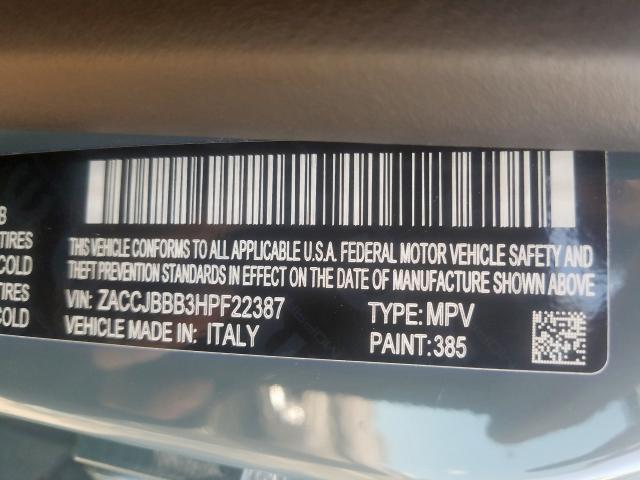 B
TIRES
COLD
TIRES
COLD
THIS VEHICLE CONFORMS TO ALL APPLICABLE U.S.A. FEDERAL MOTOR VEHICLE SAFETY AND
THEFT PREVENTION STANDARDS IN EFFECT ON THE DATE OF MANUFACTURE SHOWN ABOVE
VIN: ZACCJBBB3HPF22387 TYPE: MPV
VEHICLE MADE IN: ITALY PAINT: 385